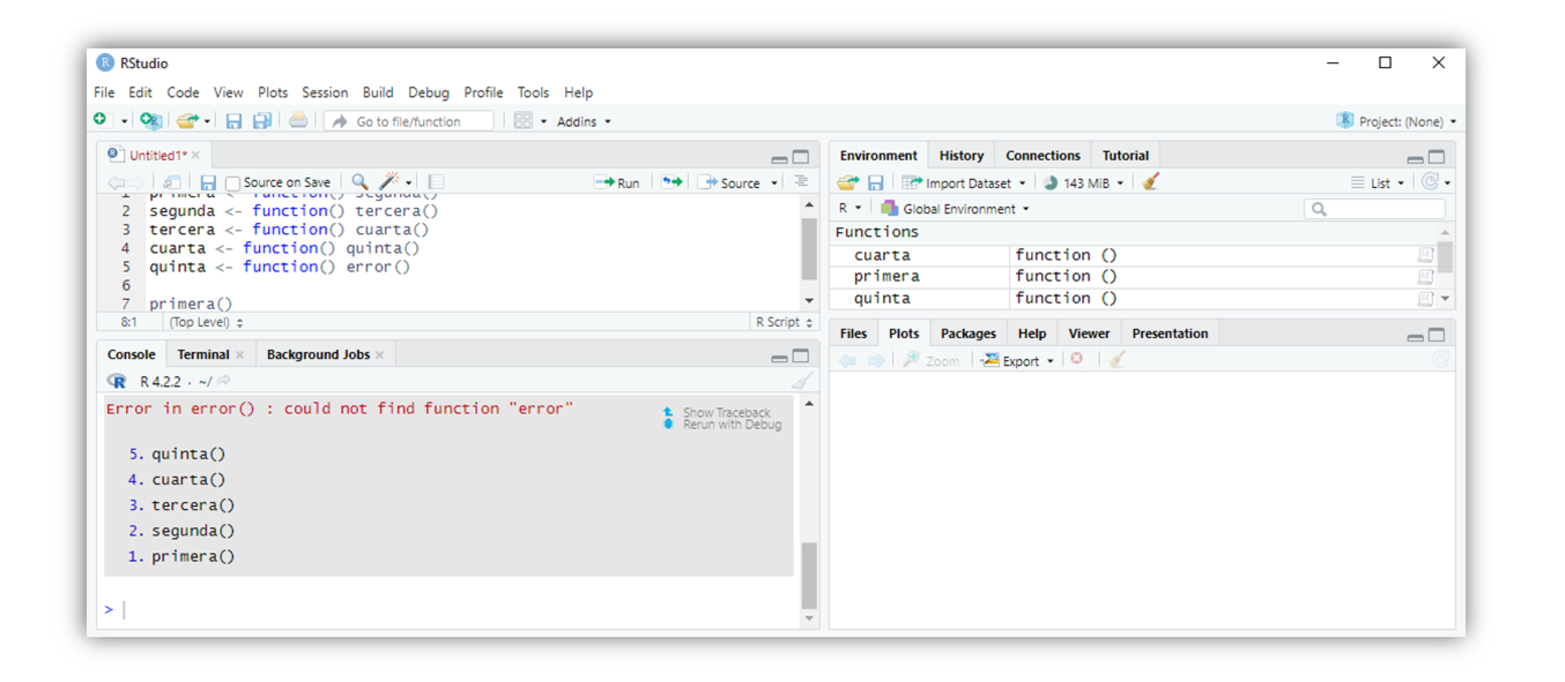 RStudio
File Edit Code View Plots Session Build Debug Profile Tools Help
Go to file/function Addins Project: (None)
Untitled1*
Source on Save Run Source
1 primera <- function() segunda()
2 segunda <- function() tercera()
3 tercera <- function() cuarta()
4 cuarta <- function() quinta()
5 quinta <- function() error()
6
7 primera()
8:1 (Top Level) R Script
Console Terminal Background Jobs
R 4.2.2 · ~/
Error in error() : could not find function "error"
Show Traceback
Rerun with Debug
5. quinta()
4. cuarta()
3. tercera()
2. segunda()
1. primera()
>
Environment History Connections Tutorial
Import Dataset 143 MiB List
R Global Environment
Functions
cuarta function ()
primera function ()
quinta function ()
Files Plots Packages Help Viewer Presentation
Zoom Export